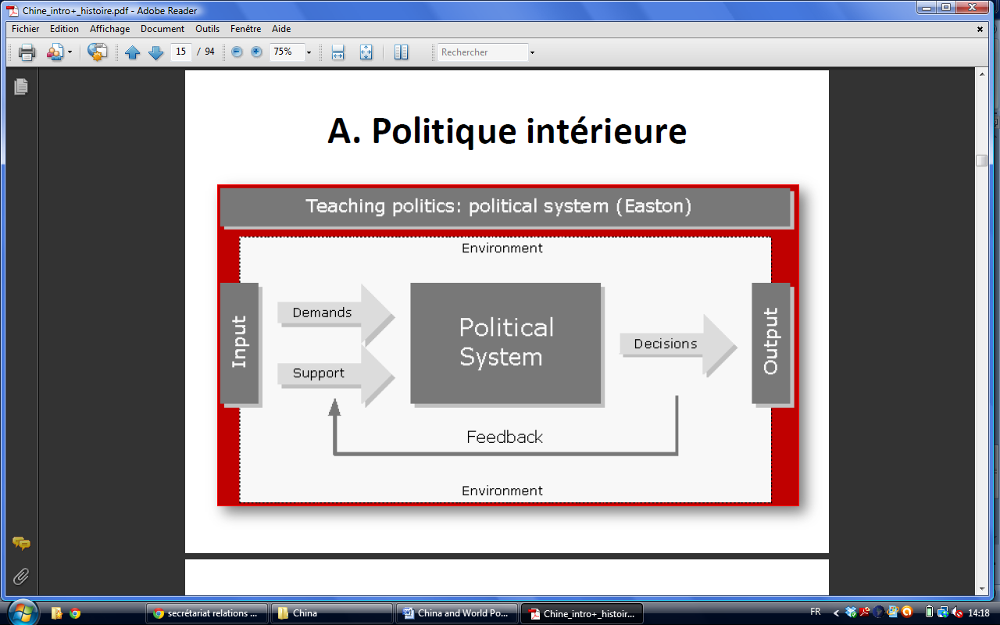 Chine_intro+_histoire.pdf - Adobe Reader
Fichier Edition Affichage Document Outils Fenêtre Aide
15 / 94 75% Rechercher
A. Politique intérieure
Teaching politics: political system (Easton)
Environment
Input
Demands
Support
Political
System
Decisions
Output
Feedback
Environment
secrétariat relations ... China China and World Po... Chine_intro+_histoir... FR 14:18